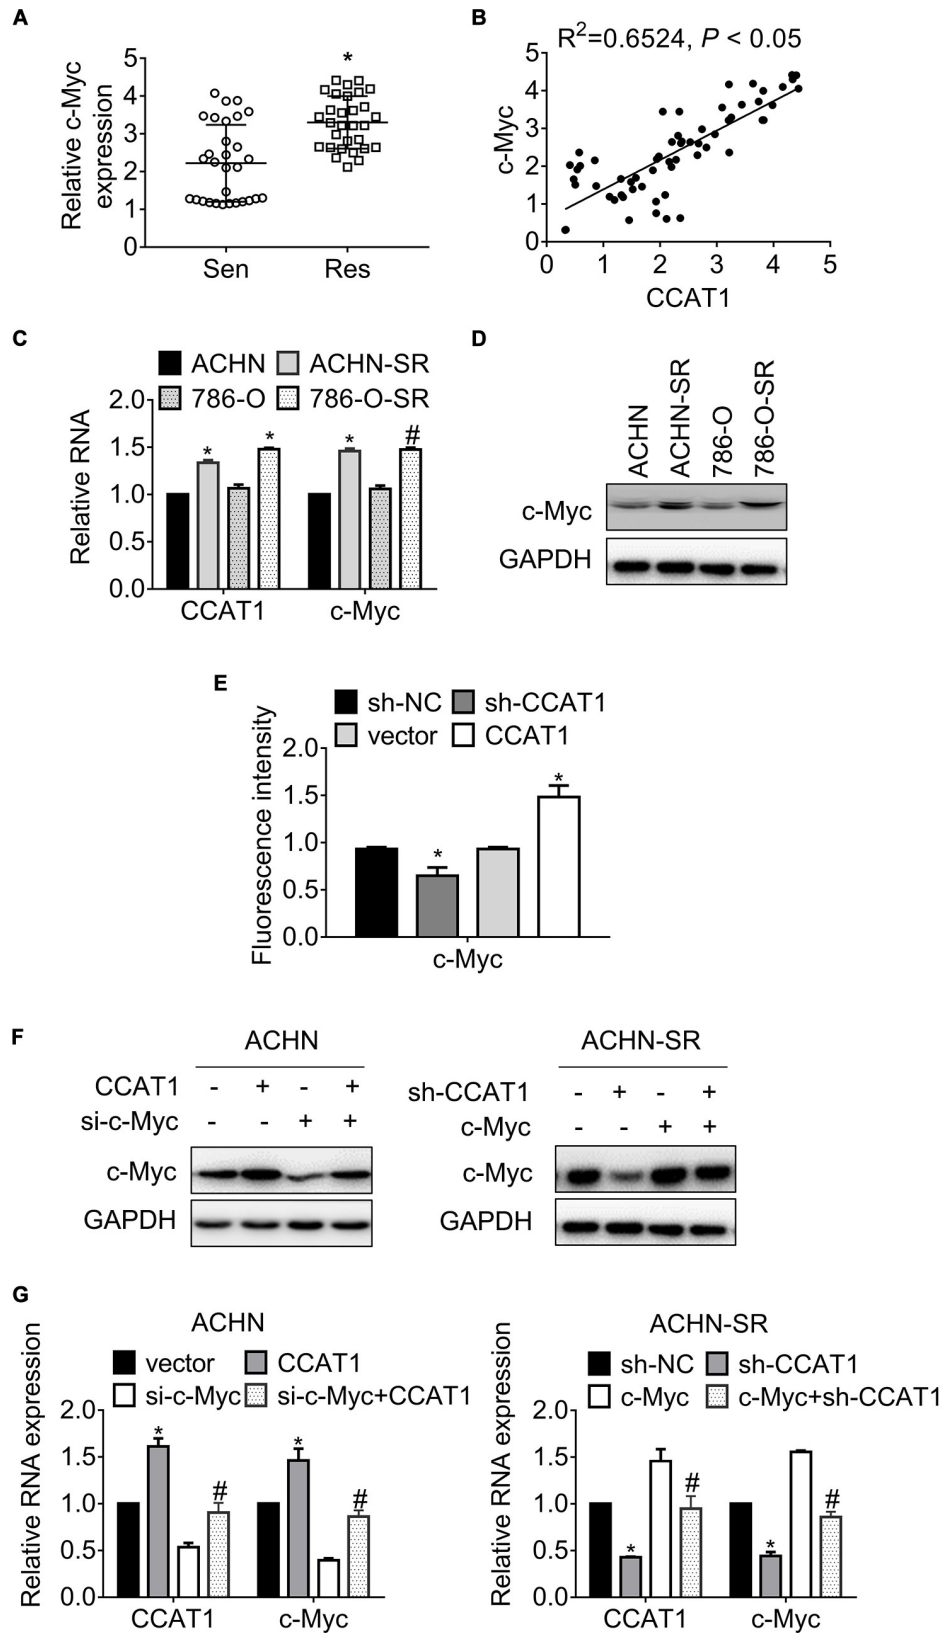 A
Relative c-Myc
expression
5
4
3
2
1
0
*
Sen Res
B
R2=0.6524, P < 0.05
c-Myc
5
4
3
2
1
0
0 1 2 3 4 5
CCAT1
C
ACHN ACHN-SR
786-O 786-O-SR
Relative RNA
2.0
1.5
1.0
0.5
0.0
* * * #
CCAT1 c-Myc
D
ACHN
ACHN-SR
786-O
786-O-SR
c-Myc
GAPDH
E
sh-NC sh-CCAT1
vector CCAT1
Fluorescence intensity
2.0
1.5
1.0
0.5
0.0
* *
c-Myc
F
ACHN
CCAT1 - + - +
si-c-Myc - - + +
c-Myc
GAPDH
ACHN-SR
sh-CCAT1 - + - +
c-Myc - - + +
c-Myc
GAPDH
G
ACHN
vector CCAT1
si-c-Myc si-c-Myc+CCAT1
Relative RNA expression
2.0
1.5
1.0
0.5
0.0
* # * #
CCAT1 c-Myc
ACHN-SR
sh-NC sh-CCAT1
c-Myc c-Myc+sh-CCAT1
Relative RNA expression
2.0
1.5
1.0
0.5
0.0
* # * #
CCAT1 c-Myc